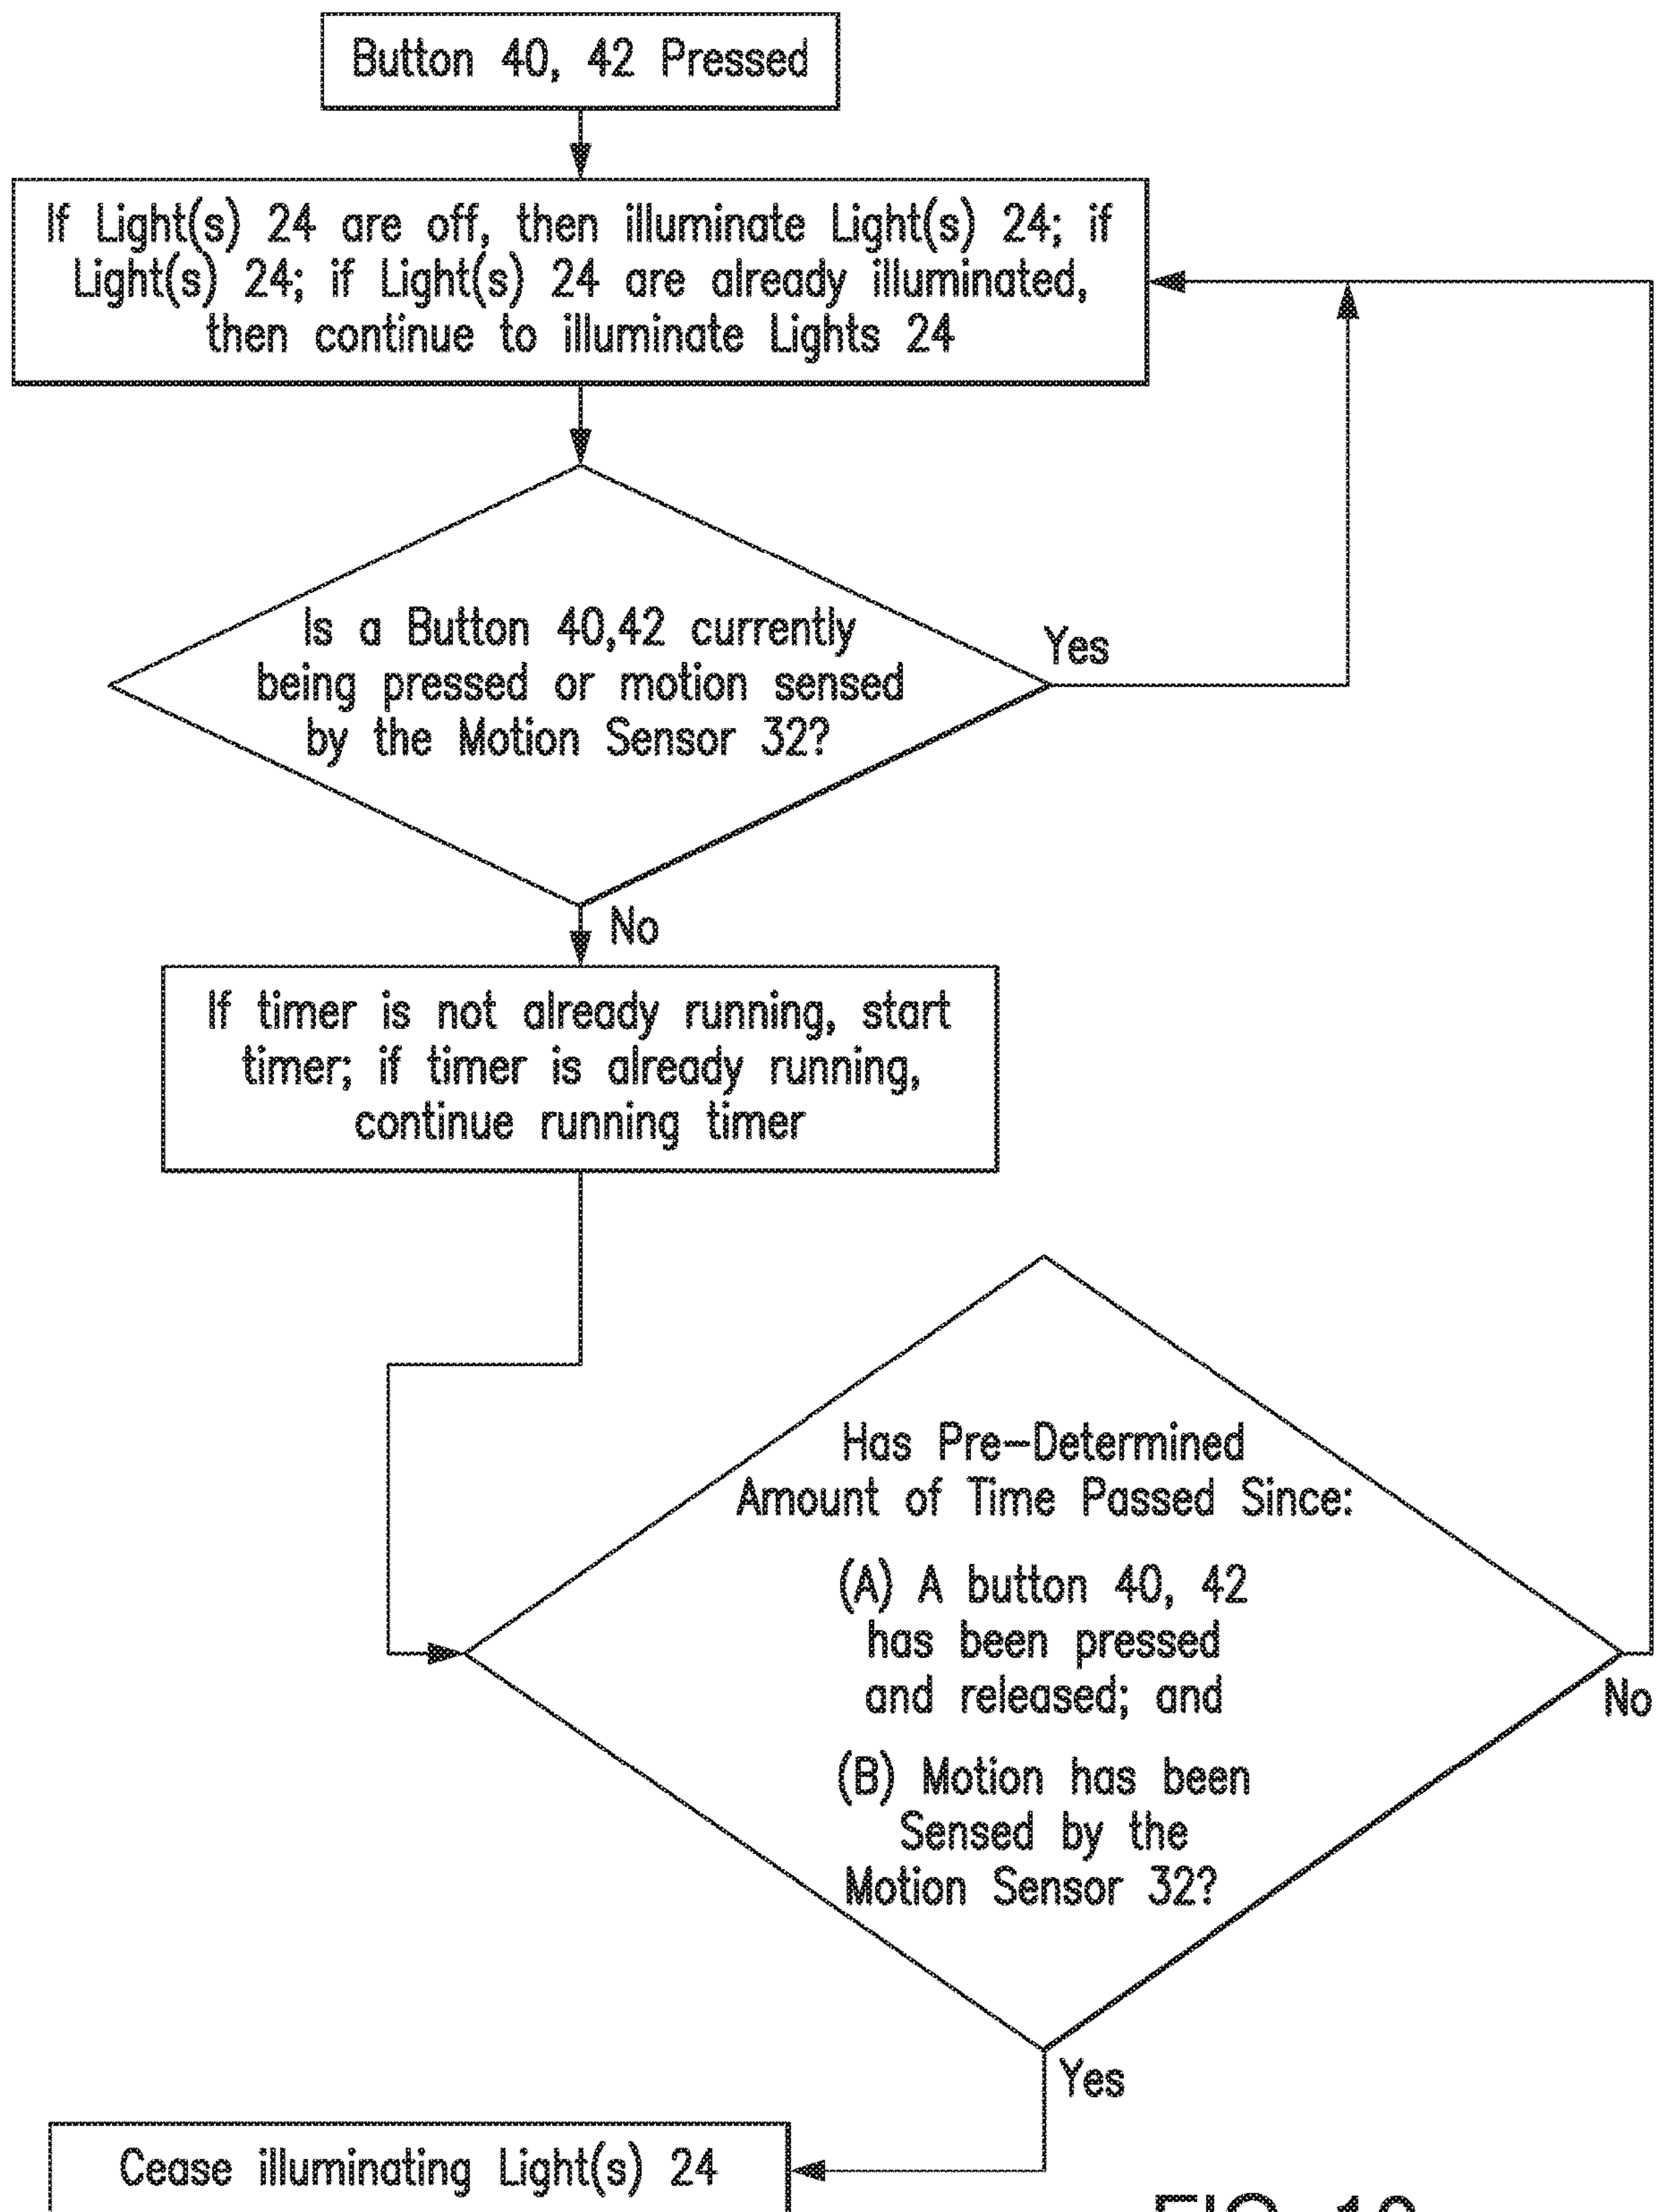 Button 40, 42 Pressed
If Light(s) 24 are off, then illuminate Light(s) 24; if
Light(s) 24; if Light(s) 24 are already illuminated,
then continue to illuminate Lights 24
Is a Button 40,42 currently
being pressed or motion sensed
by the Motion Sensor 32?
Yes
No
If timer is not already running, start
timer; if timer is already running,
continue running timer
Has Pre-Determined
Amount of Time Passed Since:
(A) A button 40, 42
has been pressed
and released; and
(B) Motion has been
Sensed by the
Motion Sensor 32?
No
Yes
Cease illuminating Light(s) 24
FIG.